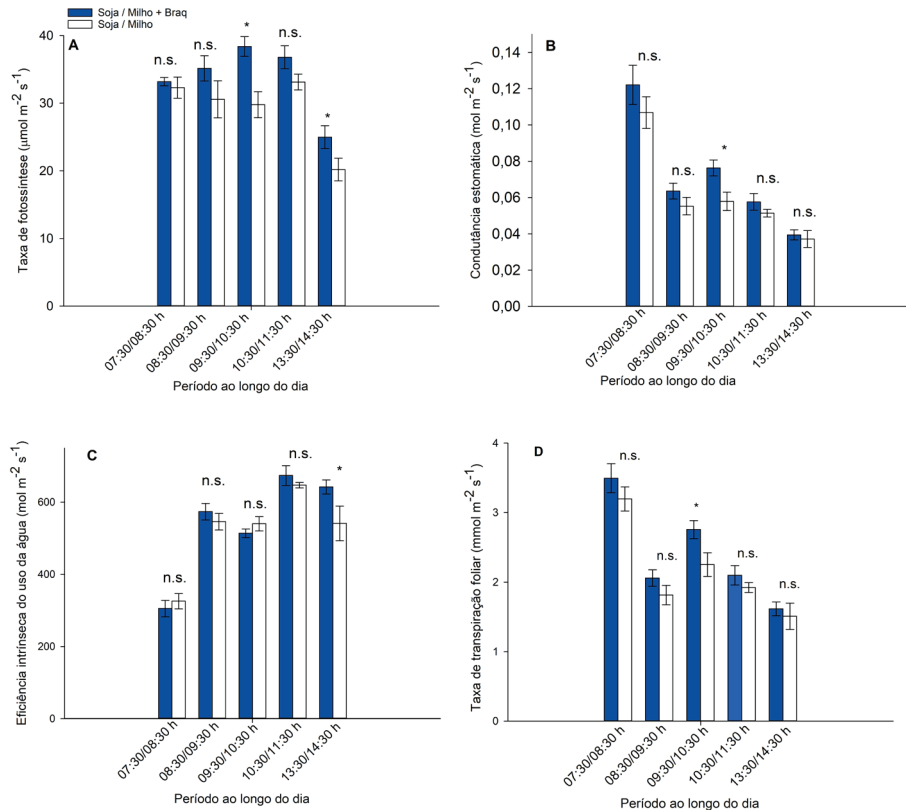 Soja / Milho + Braq
Soja / Milho
A
Taxa de fotossíntese (µmol m⁻² s⁻¹)
40
30
20
10
0
n.s.
n.s.
*
n.s.
*
07:30/08:30 h
08:30/09:30 h
09:30/10:30 h
10:30/11:30 h
13:30/14:30 h
Período ao longo do dia
B
Condutância estomática (mol m⁻² s⁻¹)
0,14
0,12
0,10
0,08
0,06
0,04
0,02
0,00
n.s.
n.s.
*
n.s.
n.s.
07:30/08:30 h
08:30/09:30 h
09:30/10:30 h
10:30/11:30 h
13:30/14:30 h
Período ao longo do dia
C
Eficiência intrínseca do uso da água (mol m⁻² s⁻¹)
600
400
200
0
n.s.
n.s.
n.s.
n.s.
*
07:30/08:30 h
08:30/09:30 h
09:30/10:30 h
10:30/11:30 h
13:30/14:30 h
Período ao longo do dia
D
Taxa de transpiração foliar (mmol m⁻² s⁻¹)
4
3
2
1
0
n.s.
n.s.
*
n.s.
n.s.
07:30/08:30 h
08:30/09:30 h
09:30/10:30 h
10:30/11:30 h
13:30/14:30 h
Período ao longo do dia